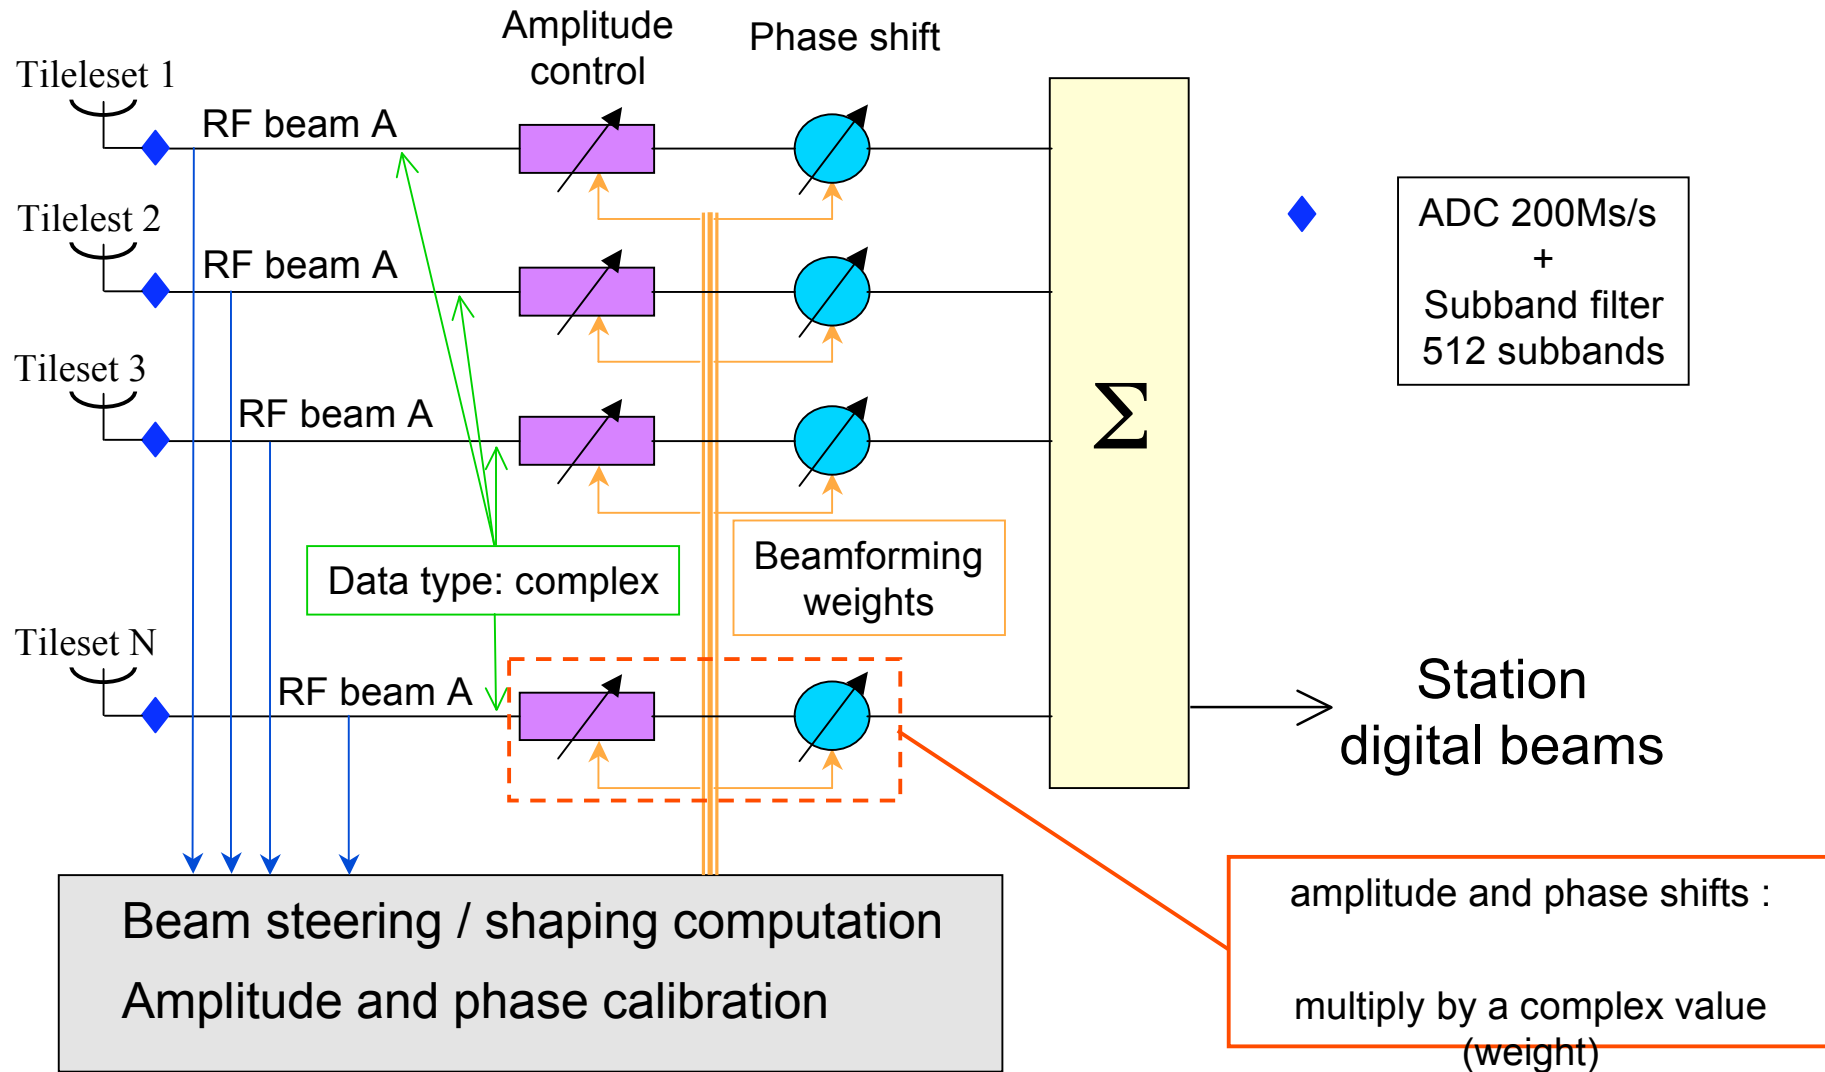 Amplitude
control
Phase shift
Tileleset 1
RF beam A
Tilelest 2
RF beam A
Tileset 3
RF beam A
Σ
ADC 200Ms/s
+
Subband filter
512 subbands
Data type: complex
Beamforming
weights
Tileset N
RF beam A
Station
digital beams
Beam steering / shaping computation
Amplitude and phase calibration
amplitude and phase shifts :
multiply by a complex value
(weight)